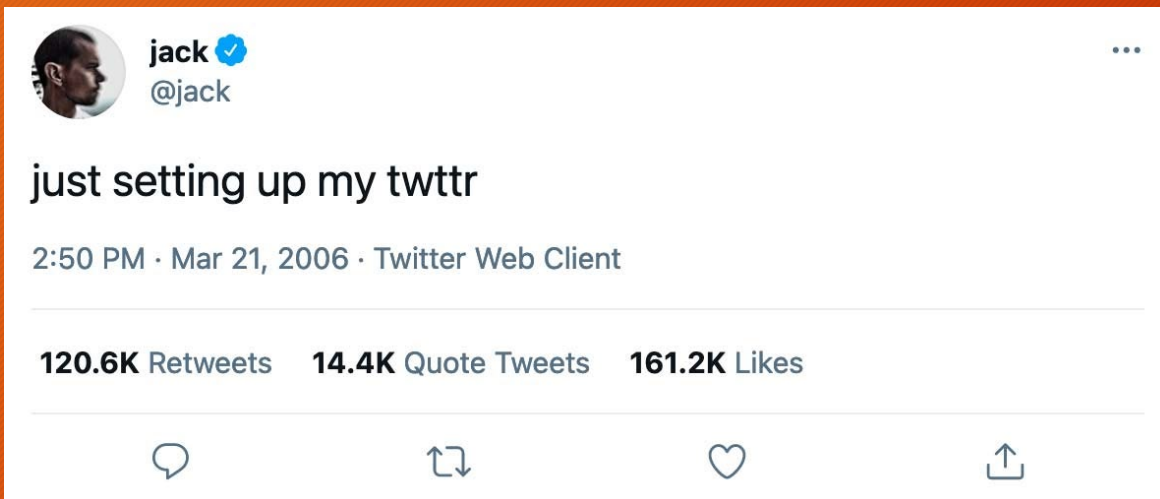 jack
@jack
just setting up my twttr
2:50 PM · Mar 21, 2006 · Twitter Web Client
120.6K Retweets 14.4K Quote Tweets 161.2K Likes